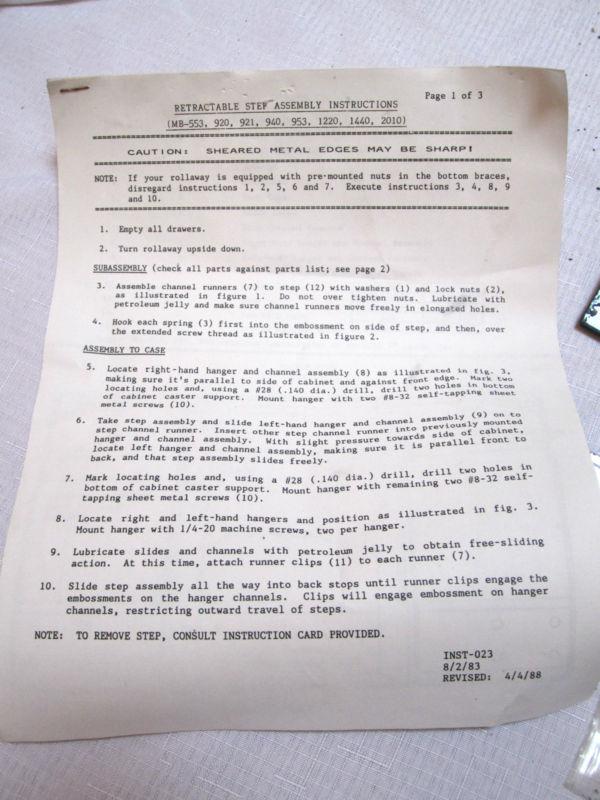 Page 1 of 3
RETRACTABLE STEP ASSEMBLY INSTRUCTIONS
(MB-553, 920, 921, 940, 953, 1220, 1440, 2010)
CAUTION: SHEARED METAL EDGES MAY BE SHARP!
NOTE: If your rollaway is equipped with pre-mounted nuts in the bottom braces,
disregard instructions 1, 2, 5, 6 and 7. Execute instructions 3, 4, 8, 9
and 10.
1. Empty all drawers.
2. Turn rollaway upside down.
SUBASSEMBLY (check all parts against parts list; see page 2)
3. Assemble channel runners (7) to step (12) with washers (1) and lock nuts (2),
as illustrated in figure 1. Do not over tighten nuts. Lubricate with
petroleum jelly and make sure channel runners move freely in elongated holes.
4. Hook each spring (3) first into the embossment on side of step, and then, over
the extended screw thread as illustrated in figure 2.
ASSEMBLY TO CASE
5. Locate right-hand hanger and channel assembly (8) as illustrated in fig. 3,
making sure it's parallel to side of cabinet and against front edge. Mark two
locating holes and, using a #28 (.140 dia.) drill, drill two holes in bottom
of cabinet caster support. Mount hanger with two #8-32 self-tapping sheet
metal screws (10).
6. Take step assembly and slide left-hand hanger and channel assembly (9) on to
step channel runner. Insert other step channel runner into previously mounted
hanger and channel assembly. With slight pressure towards side of cabinet,
locate left hanger and channel assembly, making sure it is parallel front to
back, and that step assembly slides freely.
7. Mark locating holes and, using a #28 (.140 dia.) drill, drill two holes in
bottom of cabinet caster support. Mount hanger with remaining two #8-32 self-
tapping sheet metal screws (10).
8. Locate right and left-hand hangers and position as illustrated in fig. 3.
Mount hanger with 1/4-20 machine screws, two per hanger.
9. Lubricate slides and channels with petroleum jelly to obtain free-sliding
action. At this time, attach runner clips (11) to each runner (7).
10. Slide step assembly all the way into back stops until runner clips engage the
embossments on the hanger channels. Clips will engage embossment on hanger
channels, restricting outward travel of steps.
NOTE: TO REMOVE STEP, CONSULT INSTRUCTION CARD PROVIDED.
INST-023
8/2/83
REVISED: 4/4/88